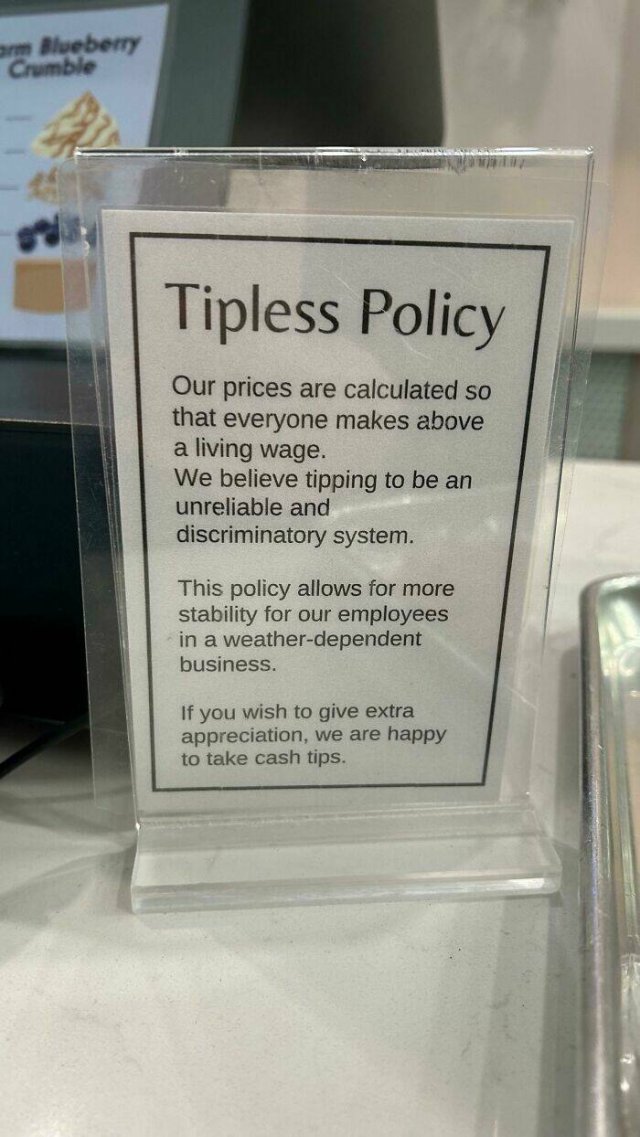 Blueberry
Crumble
Tipless Policy
Our prices are calculated so
that everyone makes above
a living wage.
We believe tipping to be an
unreliable and
discriminatory system.
This policy allows for more
stability for our employees
in a weather-dependent
business.
If you wish to give extra
appreciation, we are happy
to take cash tips.